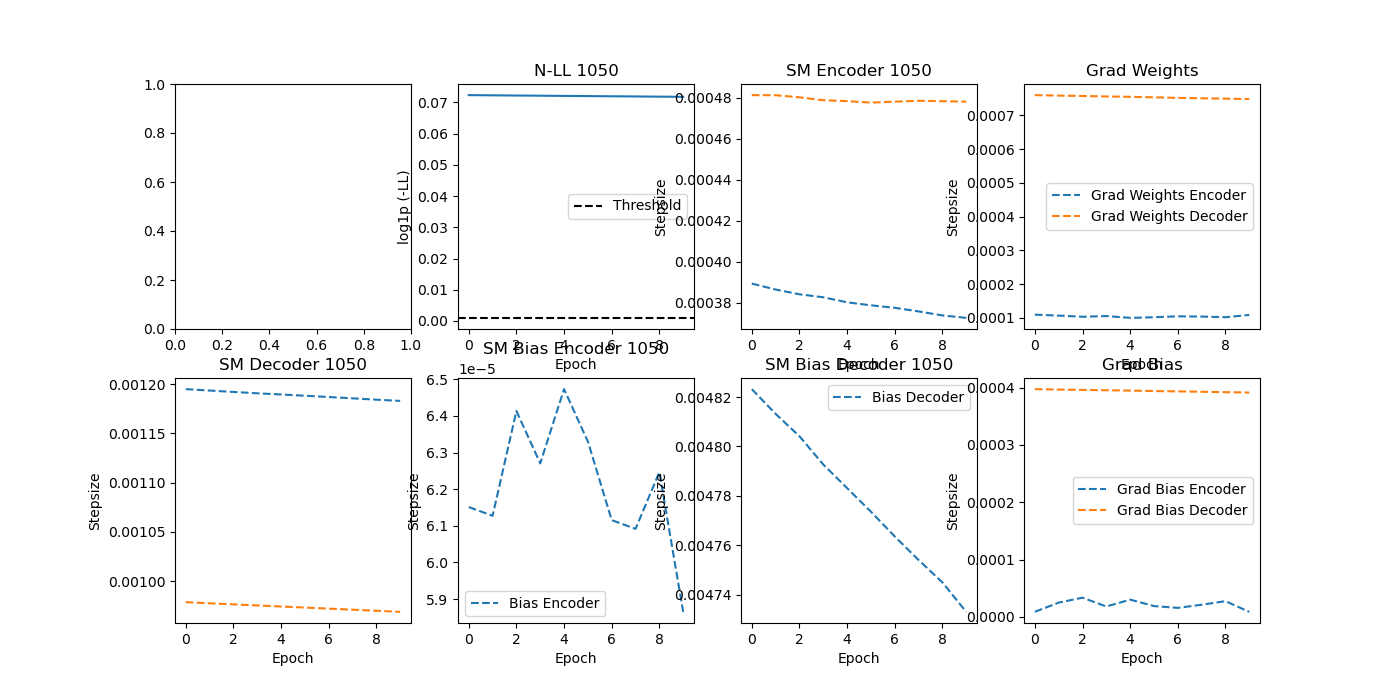 N-LL 1050
SM Encoder 1050
Grad Weights
1.0
0.8
0.6
0.4
0.2
0.0
0.0 0.2 0.4 0.6 0.8 1.0
log1p (-LL)
0.07
0.06
0.05
0.04
0.03
0.02
0.01
0.00
Threshold
0 2 4 6 8
Epoch
Stepsize
0.00048
0.00046
0.00044
0.00042
0.00040
0.00038
0 2 4 6 8
Epoch
Stepsize
0.0007
0.0006
0.0005
0.0004
0.0003
0.0002
0.0001
Grad Weights Encoder
Grad Weights Decoder
0 2 4 6 8
Epoch
SM Decoder 1050
SM Bias Encoder 1050
SM Bias Decoder 1050
Grad Bias
Stepsize
0.00120
0.00115
0.00110
0.00105
0.00100
0 2 4 6 8
Epoch
Stepsize
1e−5
6.5
6.4
6.3
6.2
6.1
6.0
5.9
Bias Encoder
0 2 4 6 8
Epoch
Stepsize
0.00482
0.00480
0.00478
0.00476
0.00474
Bias Decoder
0 2 4 6 8
Epoch
Stepsize
0.0004
0.0003
0.0002
0.0001
0.0000
Grad Bias Encoder
Grad Bias Decoder
0 2 4 6 8
Epoch